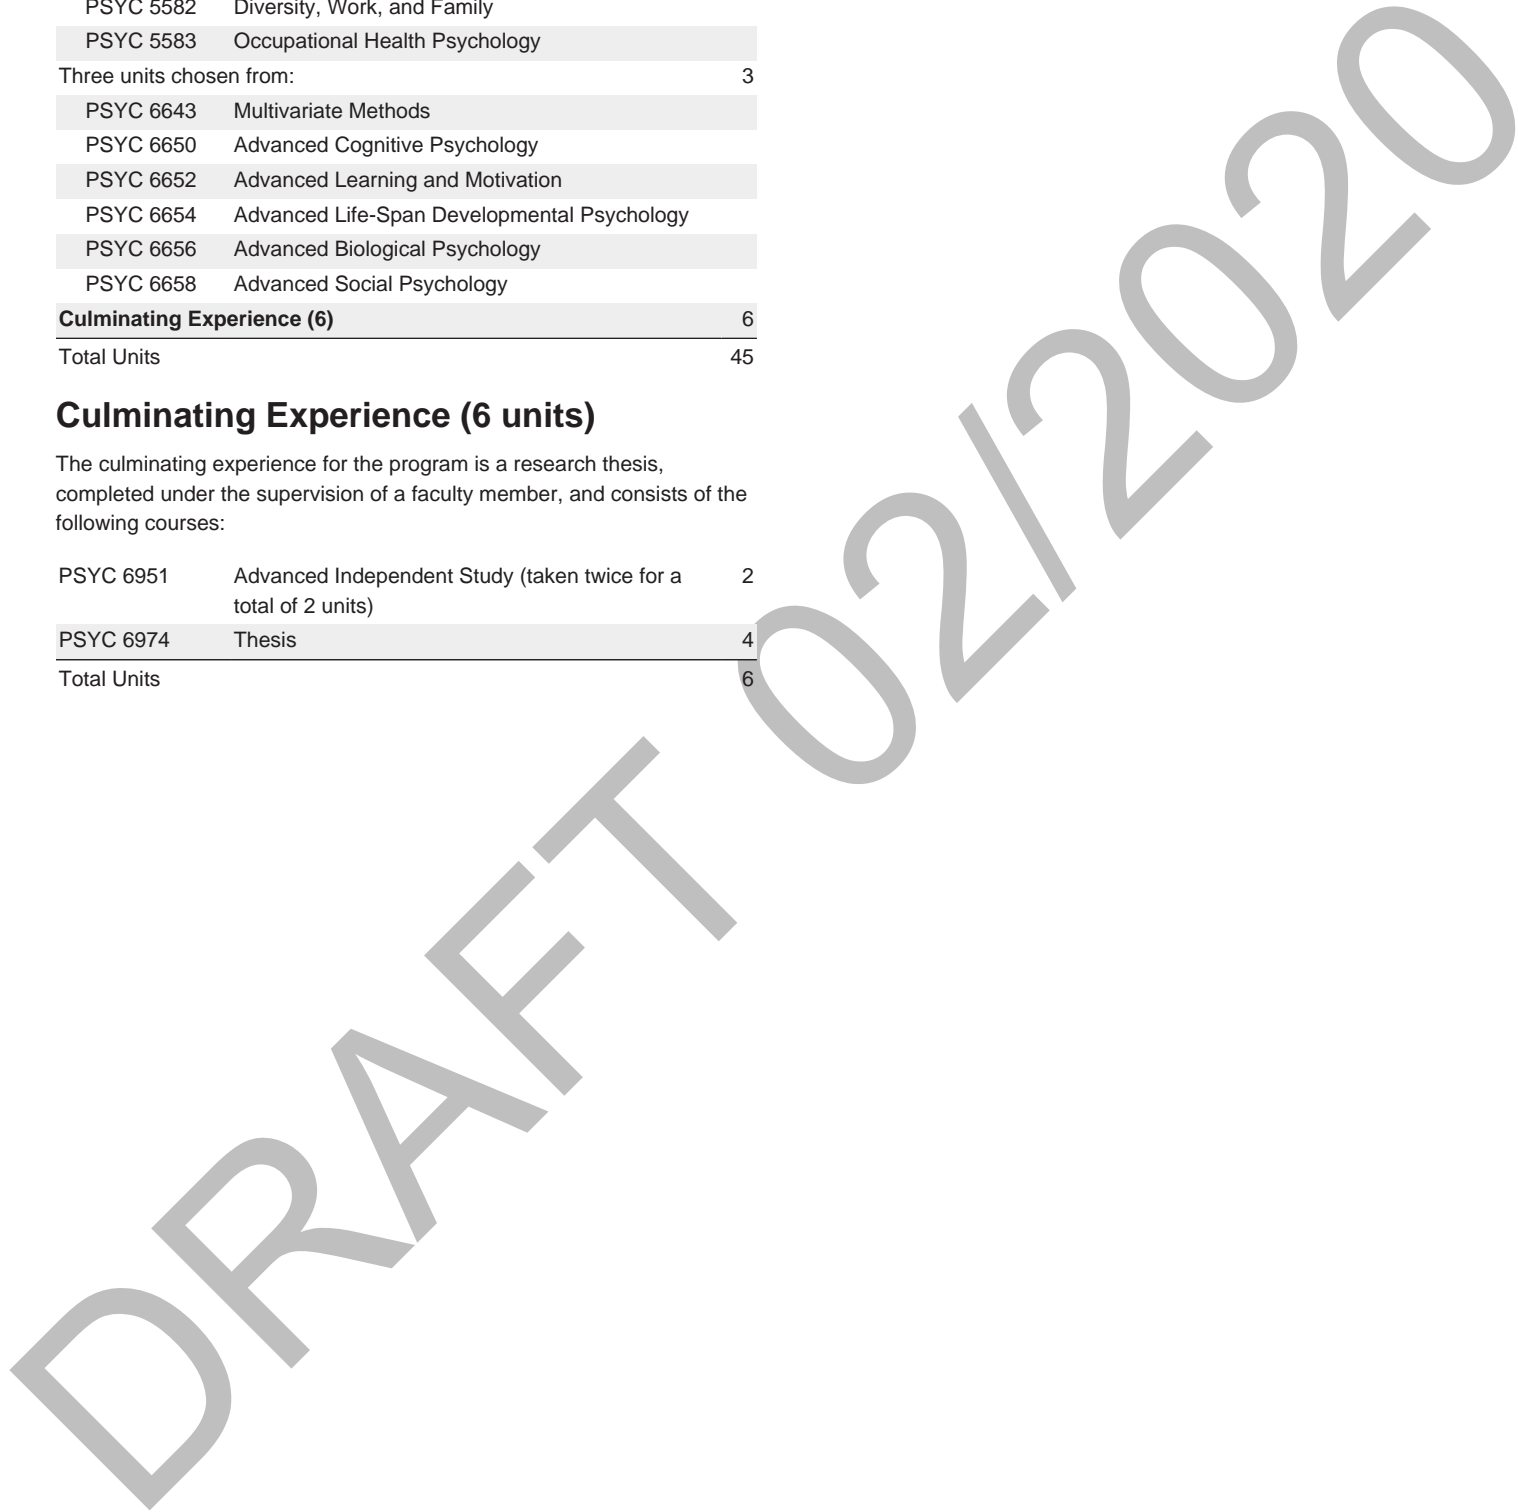 PSYC 5582 Diversity, Work, and Family
PSYC 5583 Occupational Health Psychology
Three units chosen from: 3
PSYC 6643 Multivariate Methods
PSYC 6650 Advanced Cognitive Psychology
PSYC 6652 Advanced Learning and Motivation
PSYC 6654 Advanced Life-Span Developmental Psychology
PSYC 6656 Advanced Biological Psychology
PSYC 6658 Advanced Social Psychology
Culminating Experience (6) 6
Total Units 45
Culminating Experience (6 units)
The culminating experience for the program is a research thesis,
completed under the supervision of a faculty member, and consists of the
following courses:
PSYC 6951 Advanced Independent Study (taken twice for a 2
total of 2 units)
PSYC 6974 Thesis 4
Total Units 6
DRAFT 02/2020